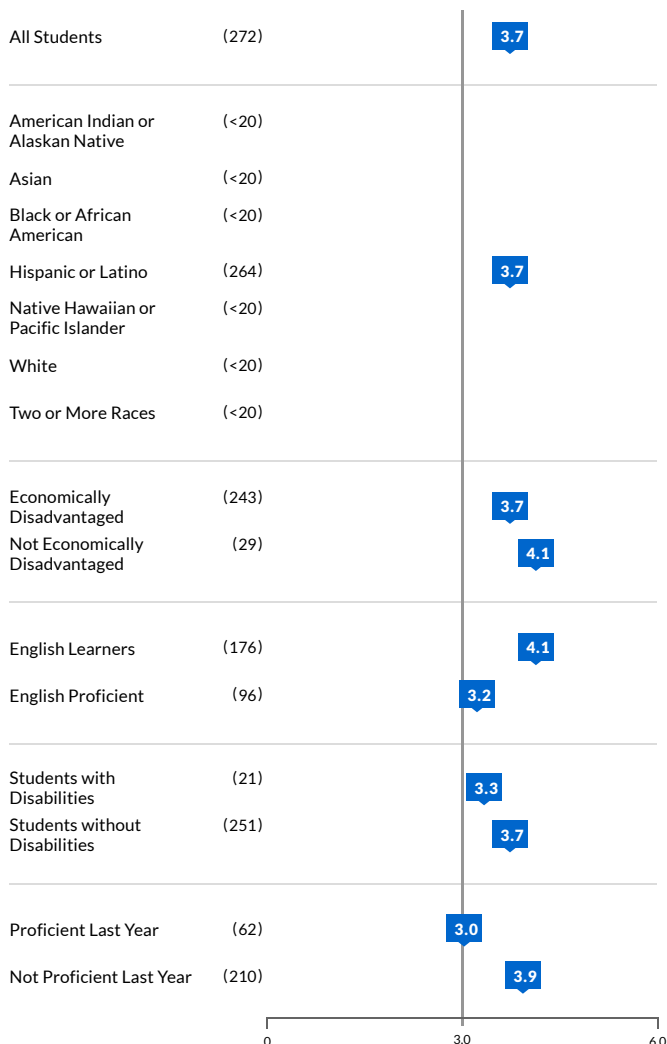 All Students (272) 3.7
American Indian or (<20)
Alaskan Native
Asian (<20)
Black or African (<20)
American
Hispanic or Latino (264) 3.7
Native Hawaiian or (<20)
Pacific Islander
White (<20)
Two or More Races (<20)
Economically (243) 3.7
Disadvantaged
Not Economically (29) 4.1
Disadvantaged
English Learners (176) 4.1
English Proficient (96) 3.2
Students with (21) 3.3
Disabilities
Students without (251) 3.7
Disabilities
Proficient Last Year (62) 3.0
Not Proficient Last Year (210) 3.9
0 3.0 6.0